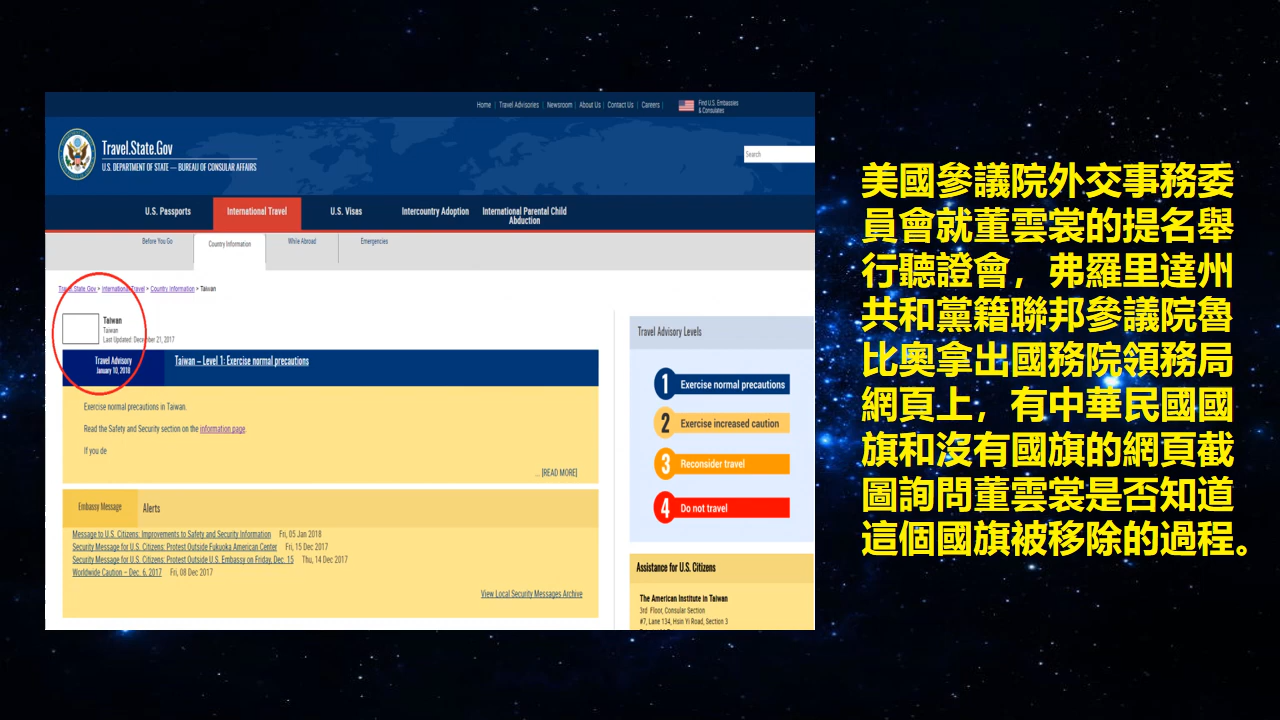 Home | Travel Advisories | Newsroom | About Us | Contact Us | Careers |
Find U.S. Embassies
& Consulates
Travel.State.Gov
U.S. DEPARTMENT OF STATE — BUREAU OF CONSULAR AFFAIRS
Search
U.S. Passports
International Travel
U.S. Visas
Intercountry Adoption
International Parental Child
Abduction
Before You Go
Country Information
While Abroad
Emergencies
Travel.State.Gov > International Travel > Country Information > Taiwan
Taiwan
Taiwan
Last Updated: December 21, 2017
Travel Advisory
January 10, 2018
Taiwan – Level 1: Exercise normal precautions
Exercise normal precautions in Taiwan.
Read the Safety and Security section on the information page.
If you de
... [READ MORE]
Embassy Message
Alerts
Message to U.S. Citizens: Improvements to Safety and Security Information Fri, 05 Jan 2018
Security Message for U.S. Citizens: Protest Outside Fukuoka American Center Fri, 15 Dec 2017
Security Message for U.S. Citizens: Protest Outside U.S. Embassy on Friday, Dec. 15 Thu, 14 Dec 2017
Worldwide Caution – Dec. 6, 2017 Fri, 08 Dec 2017
View Local Security Messages Archive
Travel Advisory Levels
1 Exercise normal precautions
2 Exercise increased caution
3 Reconsider travel
4 Do not travel
Assistance for U.S. Citizens
The American Institute in Taiwan
3rd Floor, Consular Section
#7, Lane 134, Hsin Yi Road, Section 3
美國參議院外交事務委
員會就董雲裳的提名舉
行聽證會，弗羅里達州
共和黨籍聯邦參議院魯
比奧拿出國務院領務局
網頁上，有中華民國國
旗和沒有國旗的網頁截
圖詢問董雲裳是否知道
這個國旗被移除的過程。